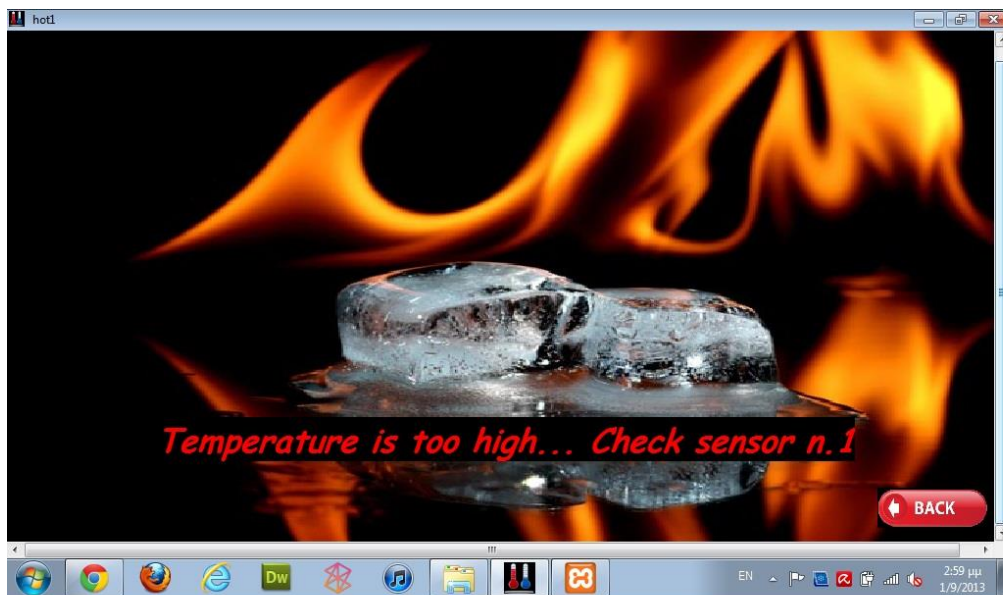 hot1
Temperature is too high... Check sensor n.1
BACK
Dw
EN
2:59 μμ
1/9/2013